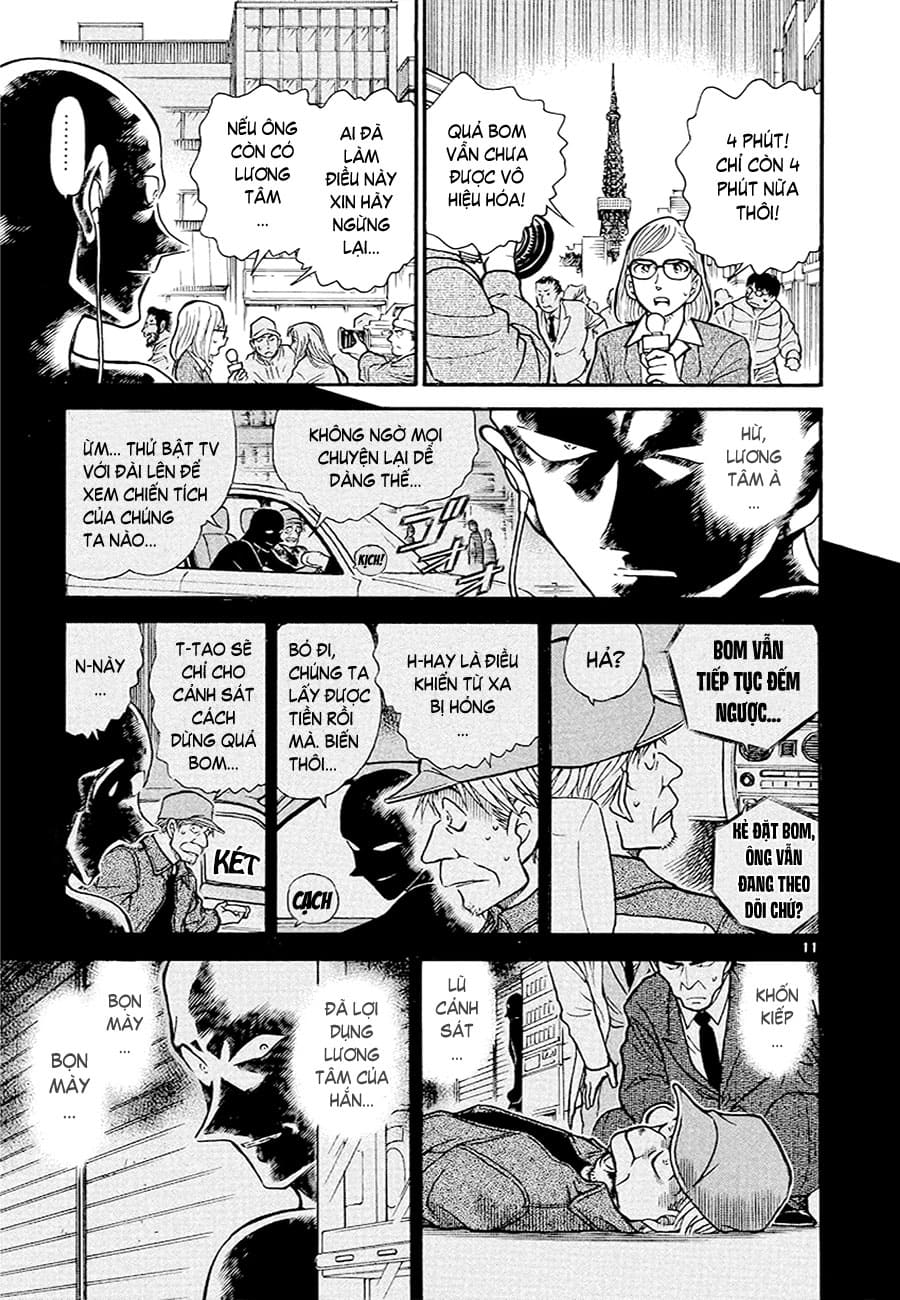 4 PHÚT!
CHỈ CÒN 4
PHÚT NỮA
THÔI!
QUẢ BOM
VẪN CHƯA
ĐƯỢC VÔ
HIỆU HÓA!
AI ĐÃ
LÀM
ĐIỀU NÀY
XIN HÃY
NGỪNG
LẠI...
NẾU ÔNG
CÒN CÓ
LƯƠNG
TÂM
...
.........
HỪ,
LƯƠNG
TÂM À
...
KHÔNG NGỜ MỌI
CHUYỆN LẠI DỄ
DÀNG THẾ...
KỊCH!
ỪM... THỬ BẬT TV
VỚI ĐÀI LÊN ĐỂ
XEM CHIẾN TÍCH
CỦA CHÚNG
TA NÀO...
BOM VẪN
TIẾP TỤC ĐẾM
NGƯỢC...
HẢ?
KẺ ĐẶT BOM,
ÔNG VẪN
ĐANG THEO
DÕI CHỨ?
H-HAY LÀ ĐIỀU
KHIỂN TỪ XA
BỊ HỎNG
...
BỎ ĐI,
CHÚNG TA
LẤY ĐƯỢC
TIỀN RỒI
MÀ. BIẾN
THÔI...
CẠCH
T-TAO SẼ
CHỈ CHO
CẢNH SÁT
CÁCH
DỪNG QUẢ
BOM...
N-NÀY
...
KÉT
11
KHỐN
KIẾP
...
LŨ
CẢNH
SÁT
...
ĐÃ LỢI
DỤNG
LƯƠNG
TÂM CỦA
HẮN...
BỌN
MÀY
...
BỌN
MÀY
...